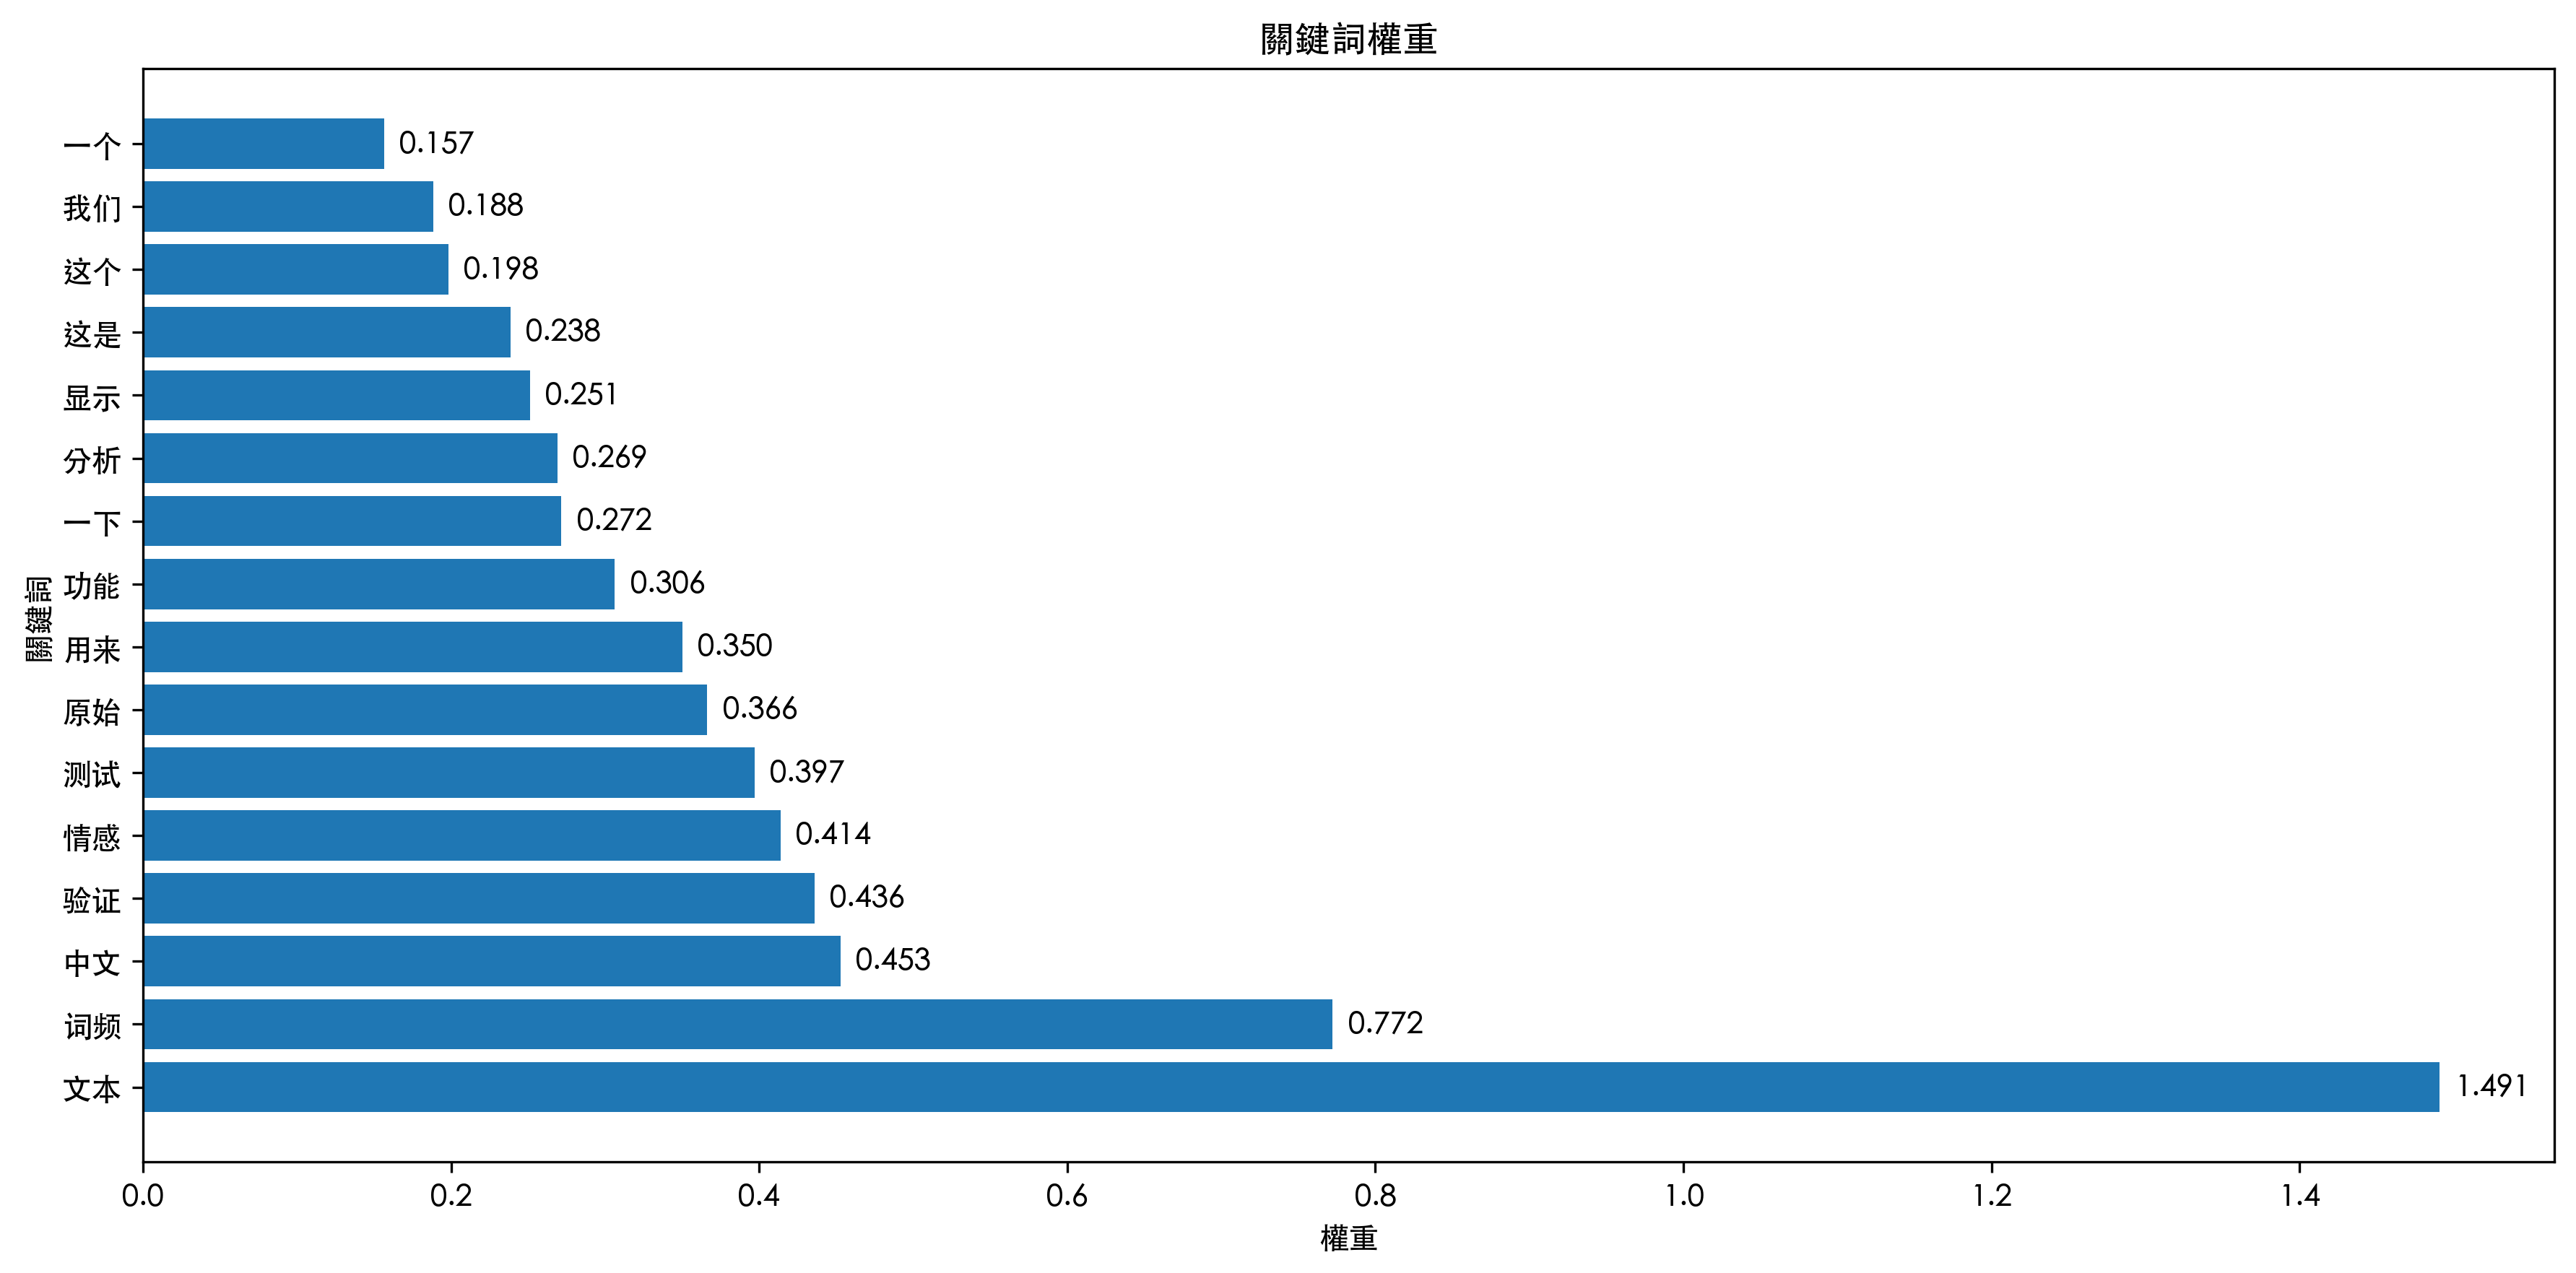 關鍵詞權重
一个 0.157
我们 0.188
这个 0.198
这是 0.238
显示 0.251
分析 0.269
一下 0.272
功能 0.306
用来 0.350
原始 0.366
测试 0.397
情感 0.414
验证 0.436
中文 0.453
词频 0.772
文本 1.491
關鍵詞
0.0 0.2 0.4 0.6 0.8 1.0 1.2 1.4
權重